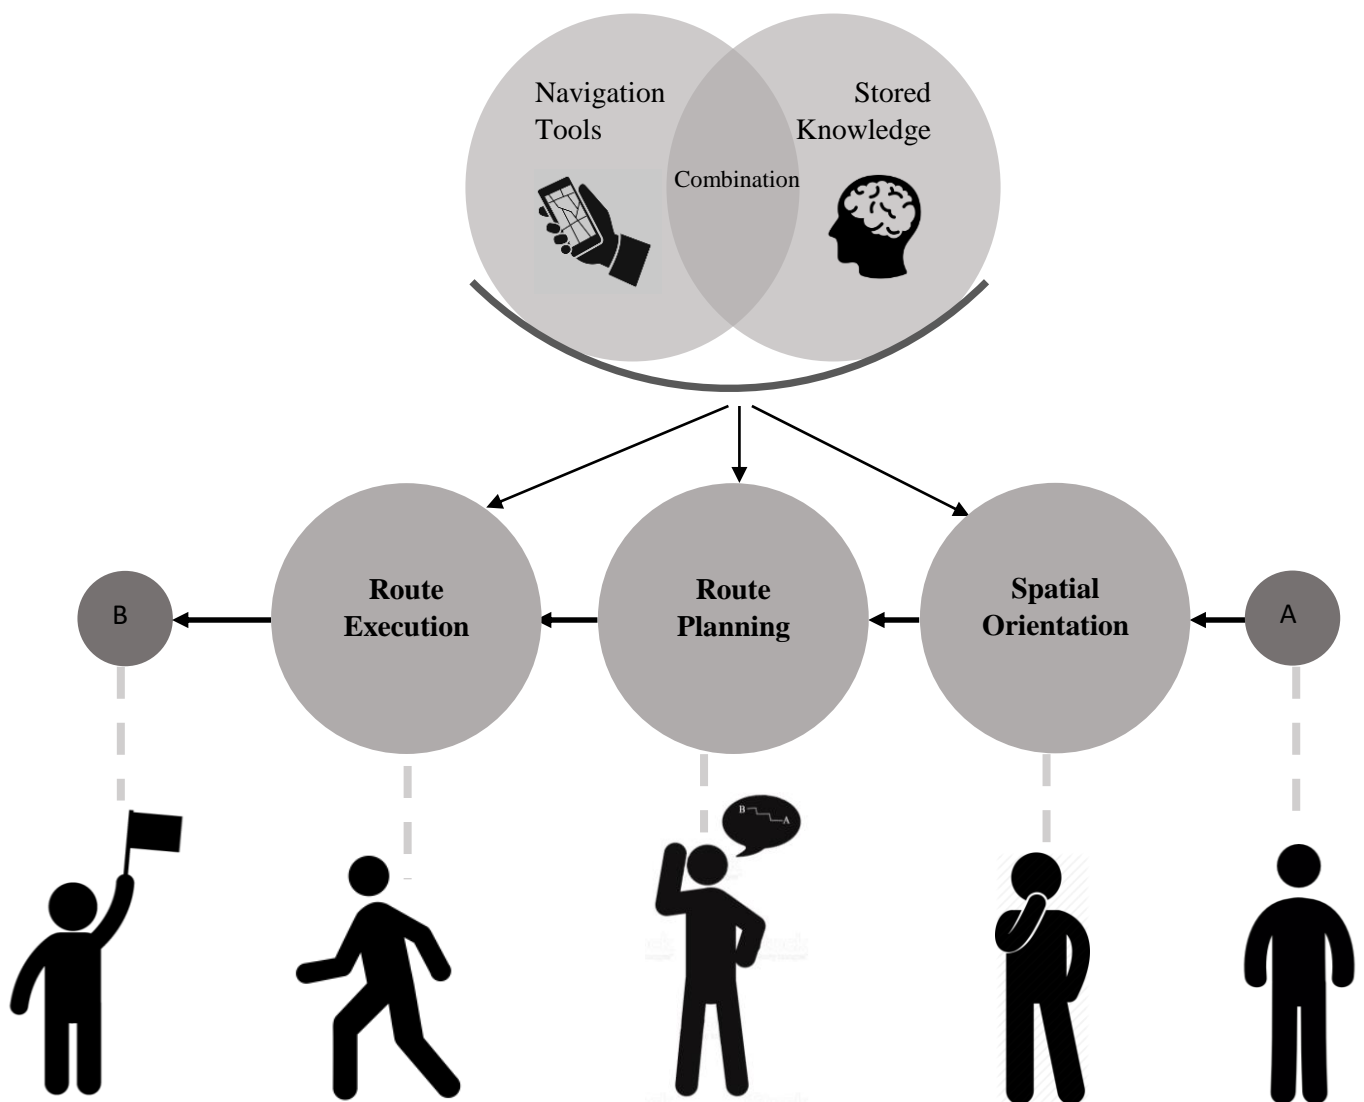 Navigation
Tools
Stored
Knowledge
Combination
Route
Execution
Route
Planning
Spatial
Orientation
B
A
B
A